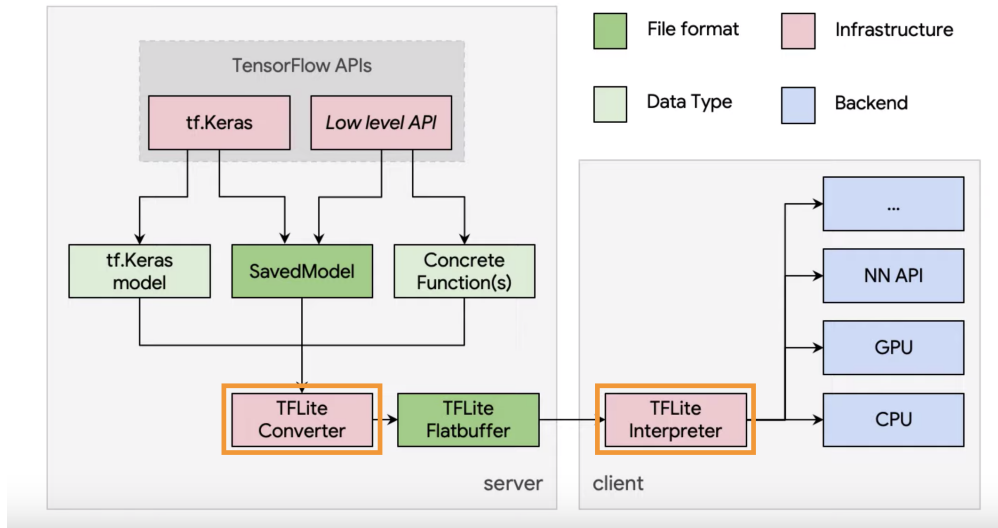 File format
Infrastructure
Data Type
Backend
TensorFlow APIs
tf.Keras
Low level API
tf.Keras
model
SavedModel
Concrete
Function(s)
TFLite
Converter
TFLite
Flatbuffer
server
TFLite
Interpreter
...
NN API
GPU
CPU
client